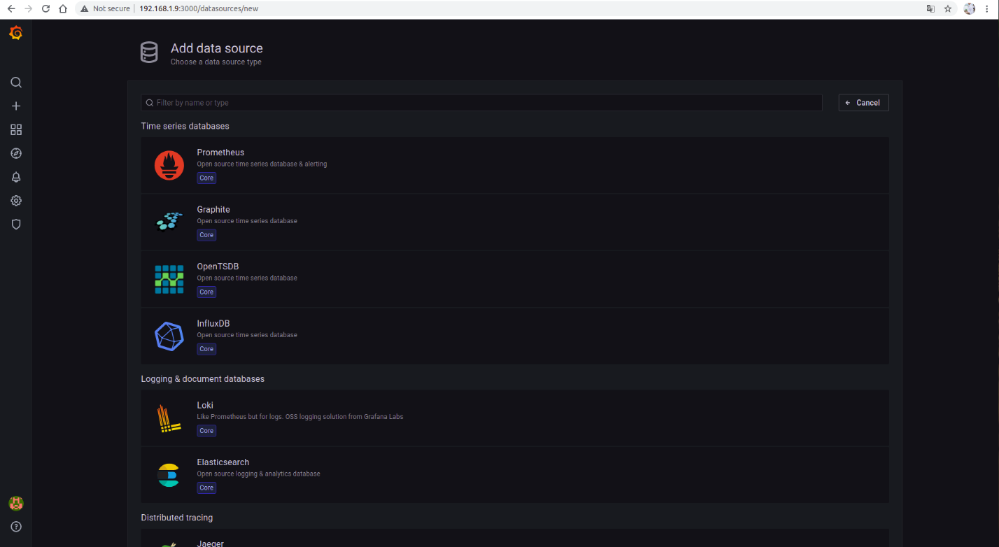 Not secure
192.168.1.9:3000/datasources/new
Add data source
Choose a data source type
Filter by name or type
Cancel
Time series databases
Prometheus
Open source time series database & alerting
Core
Graphite
Open source time series database
Core
OpenTSDB
Open source time series database
Core
InfluxDB
Open source time series database
Core
Logging & document databases
Loki
Like Prometheus but for logs. OSS logging solution from Grafana Labs
Core
Elasticsearch
Open source logging & analytics database
Core
Distributed tracing
Jaeger